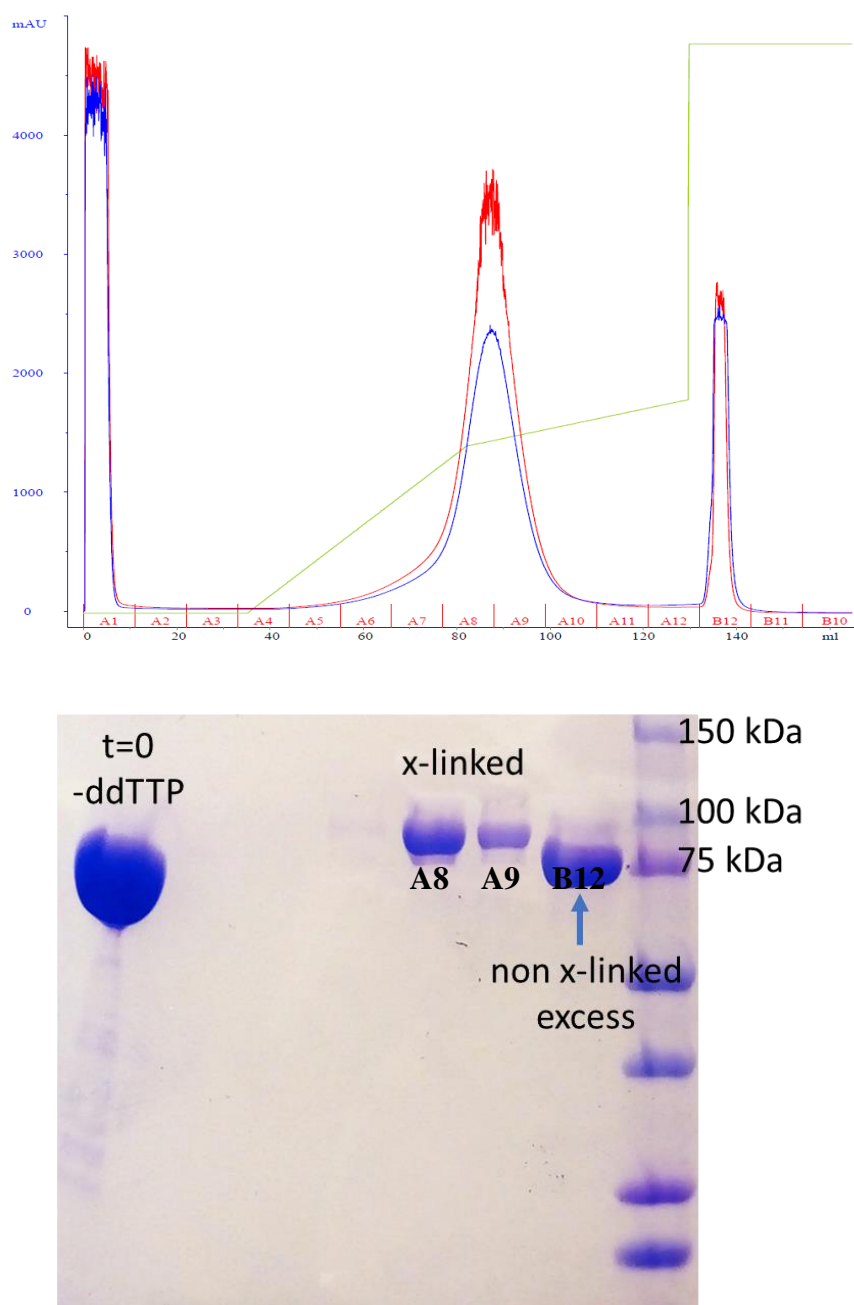 mAU
4000
3000
2000
1000
0
A1 A2 A3 A4 A5 A6 A7 A8 A9 A10 A11 A12 B12 B11 B10
0 20 40 60 80 100 120 140 ml
t=0
-ddTTP
x-linked
150 kDa
100 kDa
75 kDa
A8 A9 B12
non x-linked
excess